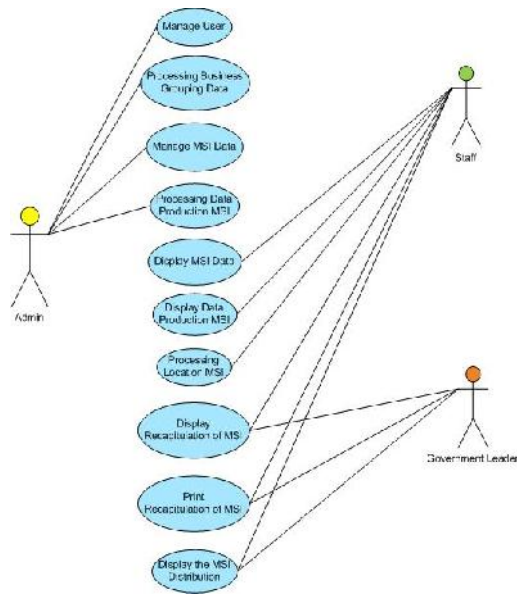 Manage User
Processing Business
Grouping Data
Staff
Manage MSI Data
Processing Data
Production MSI
Admin
Display MSI Data
Display Data
Production MSI
Processing
Location MSI
Display
Recapitulation of MSI
Government Leader
Print
Recapitulation of MSI
Display the MSI
Distribution